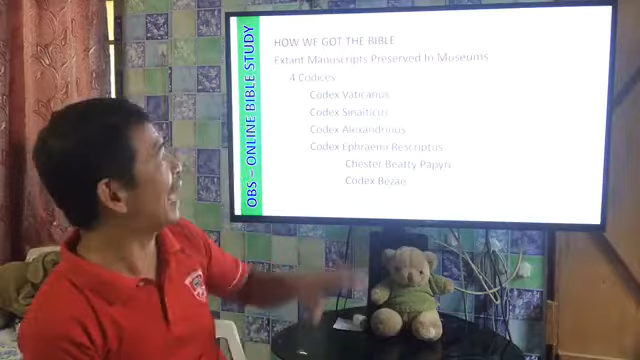 OBS – ONLINE BIBLE STUDY
HOW WE GOT THE BIBLE
Extant Manuscripts Preserved In Museums
4 Codices
Codex Vaticanus
Codex Sinaiticus
Codex Alexandrinus
Codex Ephraemi Rescriptus
Chester Beatty Papyri
Codex Bezae